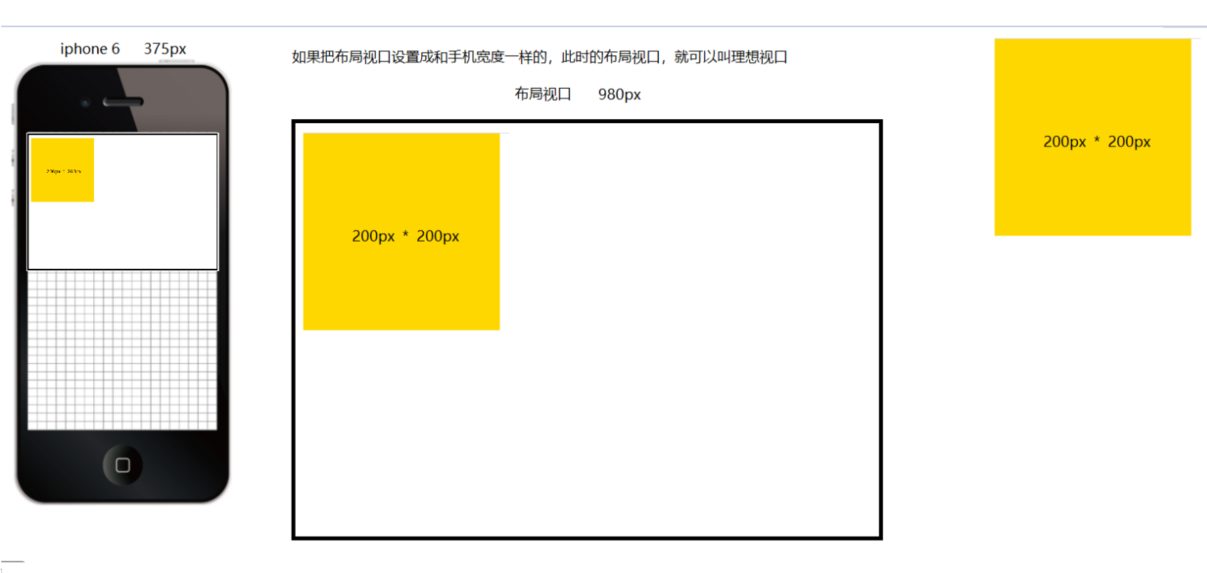 iphone 6 375px
如果把布局视口设置成和手机宽度一样的，此时的布局视口，就可以叫理想视口
布局视口 980px
200px * 200px
200px * 200px
200px * 200px